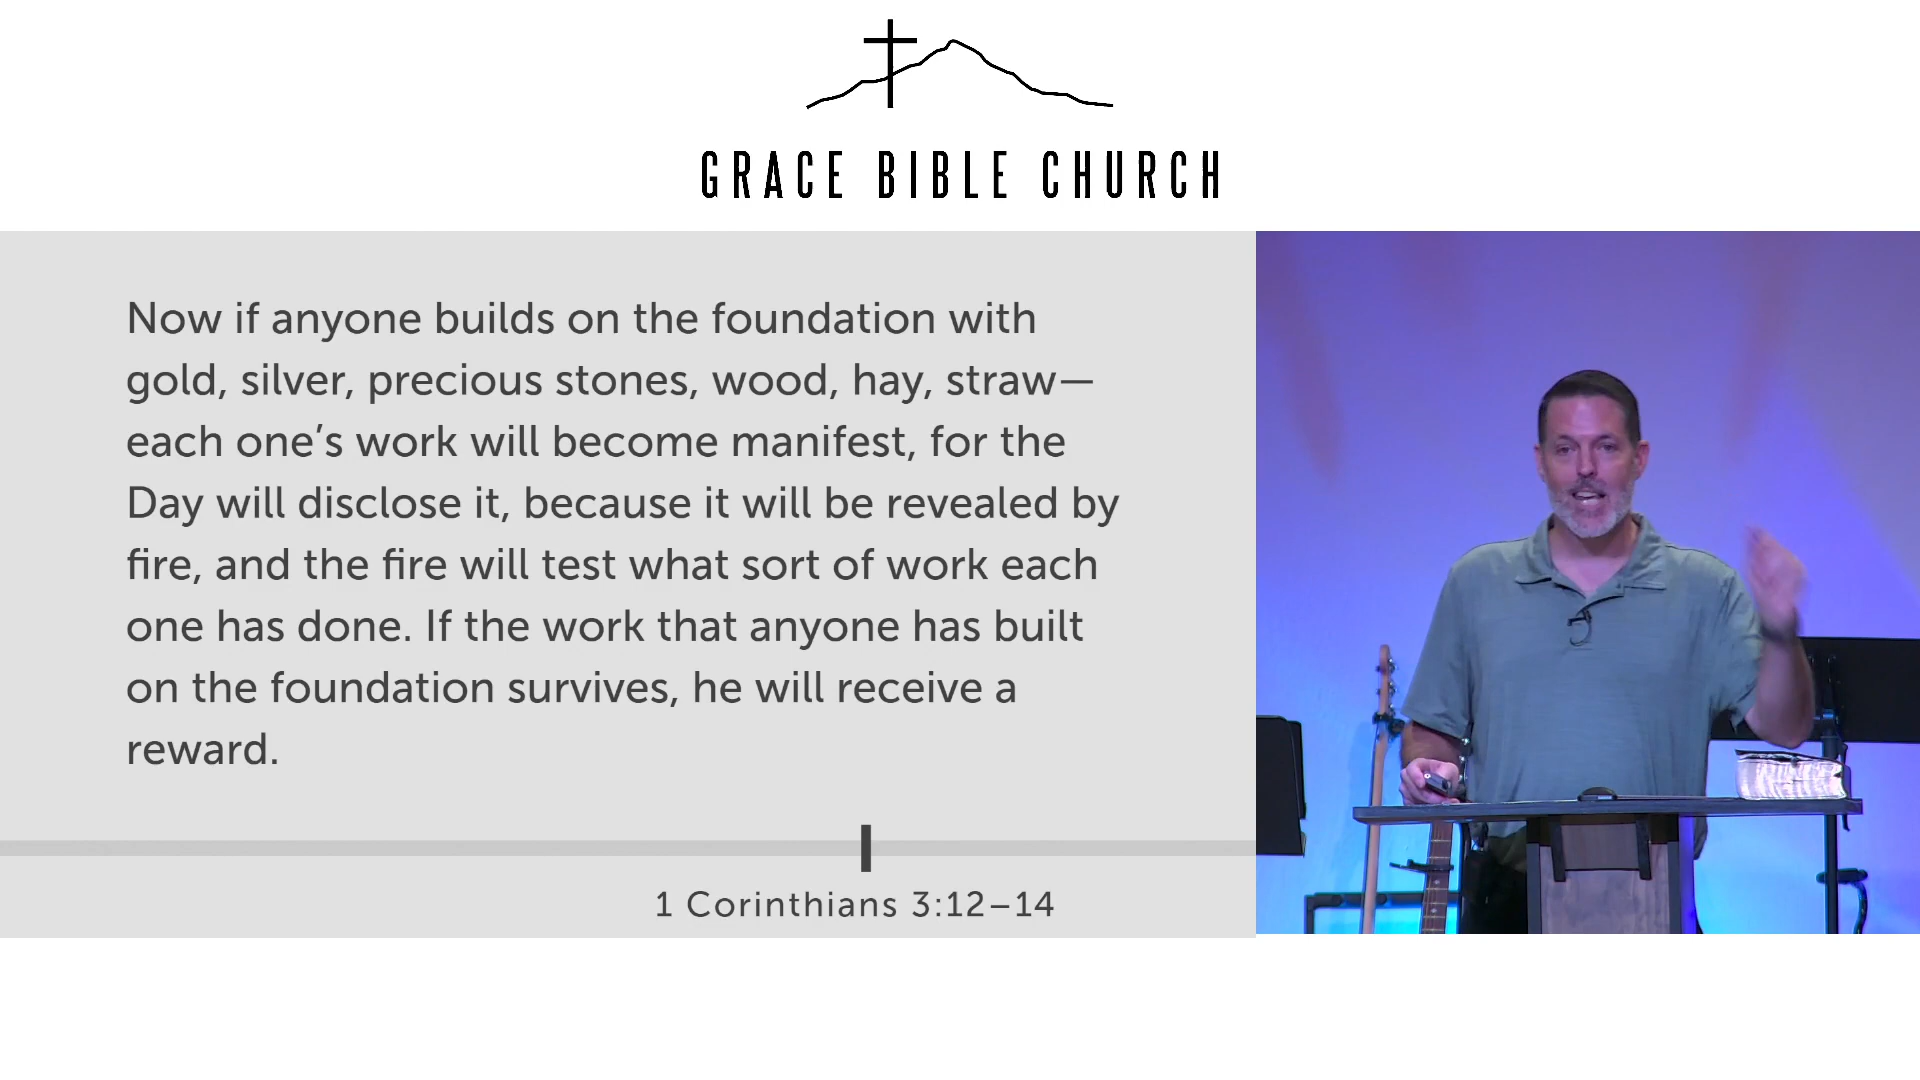 GRACE BIBLE CHURCH
Now if anyone builds on the foundation with
gold, silver, precious stones, wood, hay, straw—
each one’s work will become manifest, for the
Day will disclose it, because it will be revealed by
fire, and the fire will test what sort of work each
one has done. If the work that anyone has built
on the foundation survives, he will receive a
reward.
1 Corinthians 3:12–14